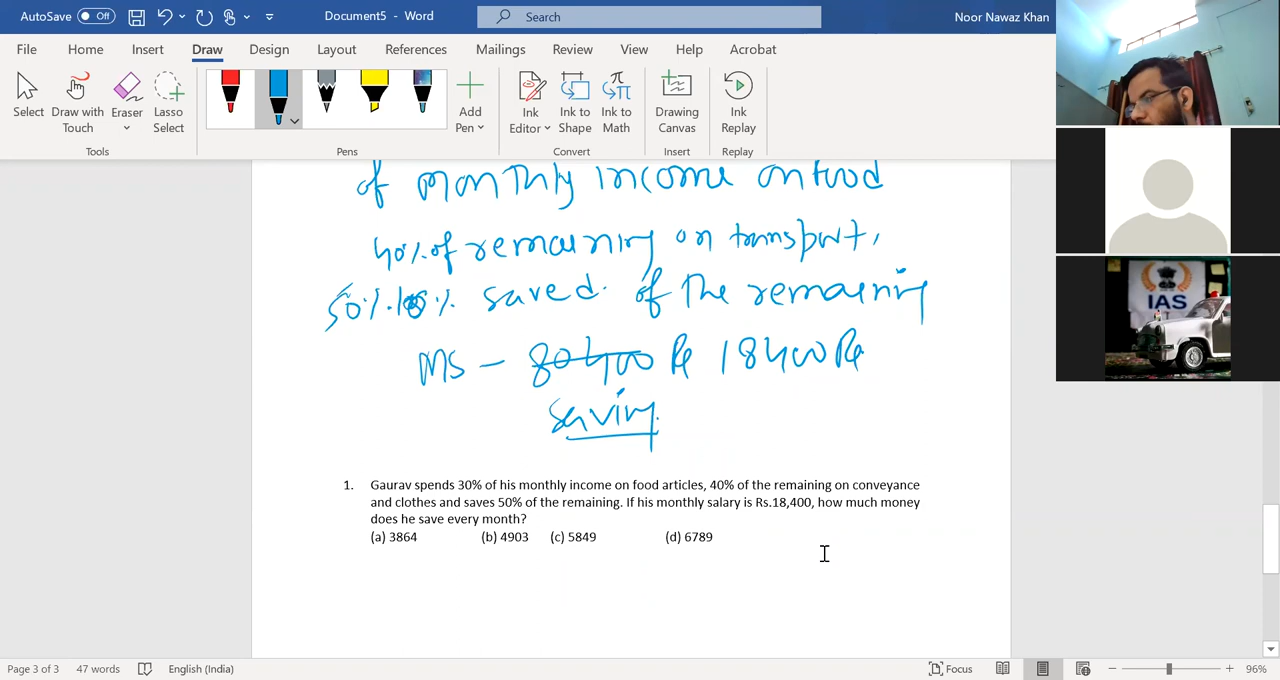 AutoSave Off Document5 - Word Search Noor Nawaz Khan
File Home Insert Draw Design Layout References Mailings Review View Help Acrobat
Select Draw with Touch Eraser Lasso Select Add Pen Ink Editor Ink to Shape Ink to Math Drawing Canvas Ink Replay
Tools Pens Convert Insert Replay
of monthly income on food
40% of remaining on transport,
50% saved of the remaining
MS - 80400 Re 18400 Re
saving
1. Gaurav spends 30% of his monthly income on food articles, 40% of the remaining on conveyance
and clothes and saves 50% of the remaining. If his monthly salary is Rs.18,400, how much money
does he save every month?
(a) 3864 (b) 4903 (c) 5849 (d) 6789
IAS
Page 3 of 3 47 words English (India) Focus 96%